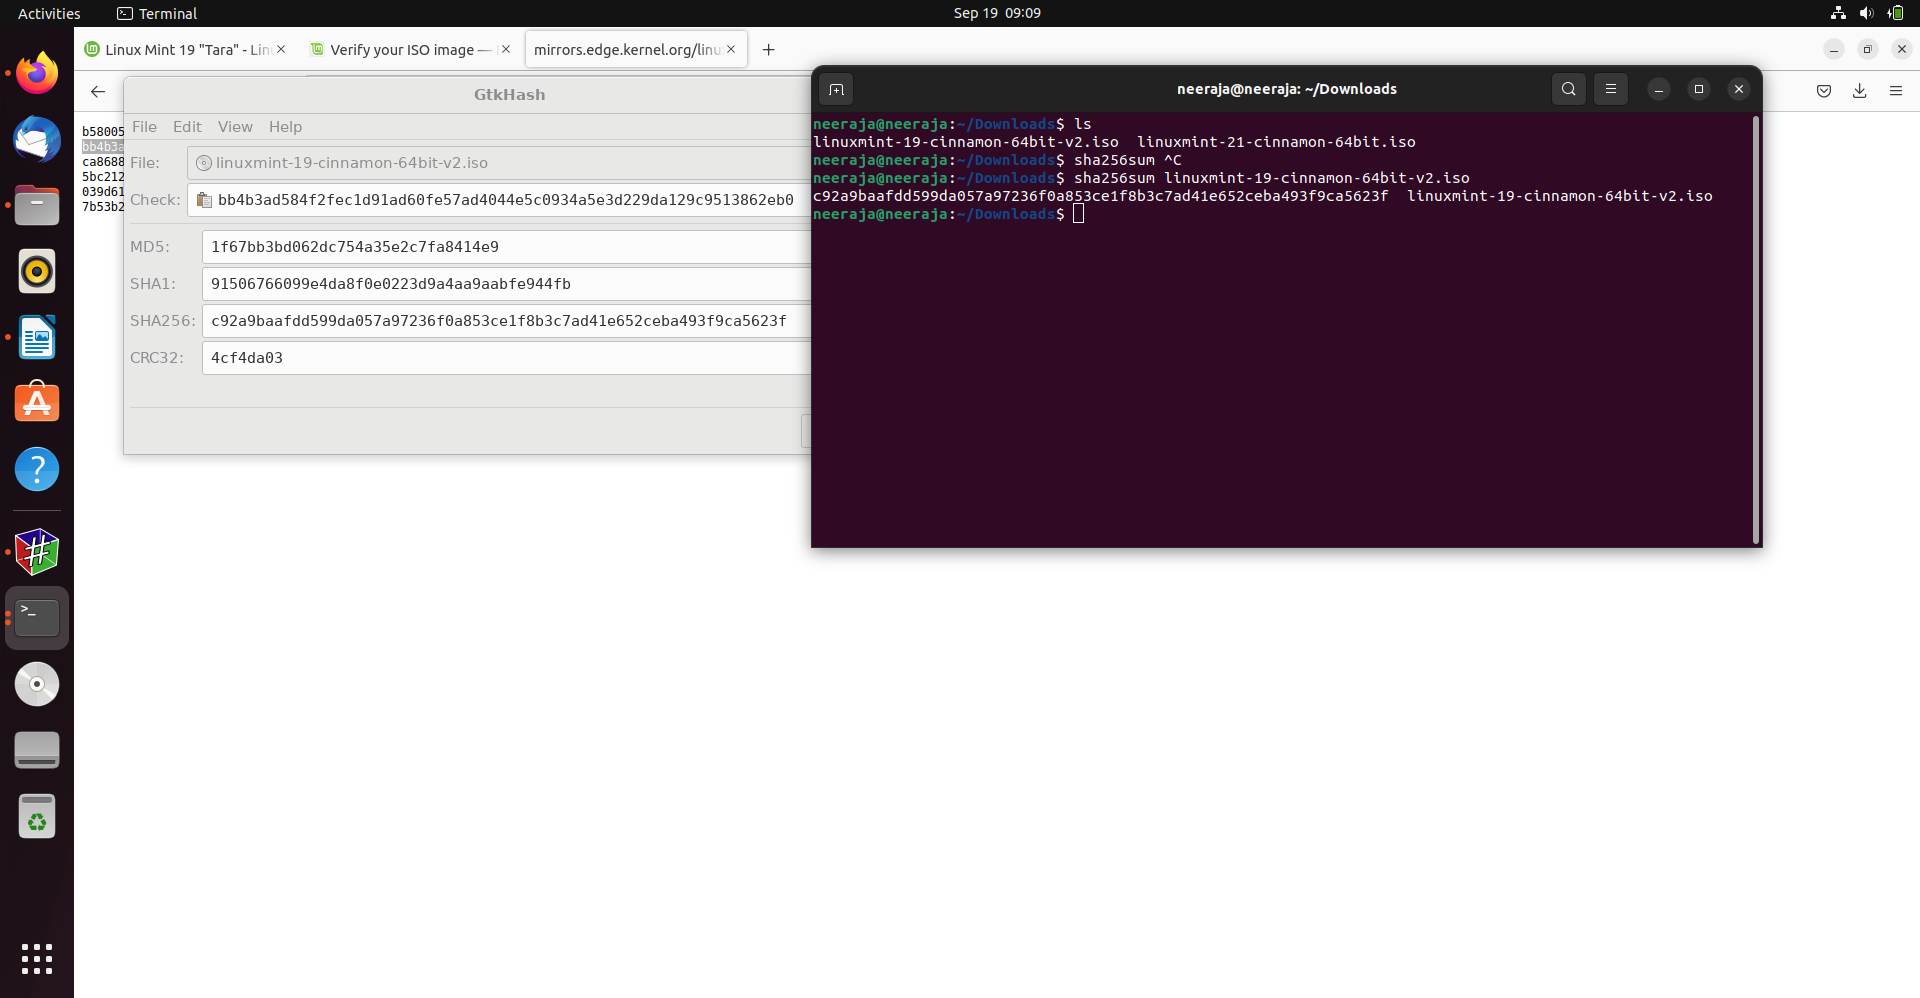 Activities
Terminal
Sep 19 09:09
Linux Mint 19 "Tara" - Lin
Verify your ISO image —
mirrors.edge.kernel.org/linu
b58005
bb4b3a
ca8688
5bc212
039d61
7b53b2
GtkHash
File Edit View Help
File: linuxmint-19-cinnamon-64bit-v2.iso
Check: bb4b3ad584f2fec1d91ad60fe57ad4044e5c0934a5e3d229da129c9513862eb0
MD5: 1f67bb3bd062dc754a35e2c7fa8414e9
SHA1: 91506766099e4da8f0e0223d9a4aa9aabfe944fb
SHA256: c92a9baafdd599da057a97236f0a853ce1f8b3c7ad41e652ceba493f9ca5623f
CRC32: 4cf4da03
neeraja@neeraja: ~/Downloads
neeraja@neeraja:~/Downloads$ ls
linuxmint-19-cinnamon-64bit-v2.iso linuxmint-21-cinnamon-64bit.iso
neeraja@neeraja:~/Downloads$ sha256sum ^C
neeraja@neeraja:~/Downloads$ sha256sum linuxmint-19-cinnamon-64bit-v2.iso
c92a9baafdd599da057a97236f0a853ce1f8b3c7ad41e652ceba493f9ca5623f linuxmint-19-cinnamon-64bit-v2.iso
neeraja@neeraja:~/Downloads$